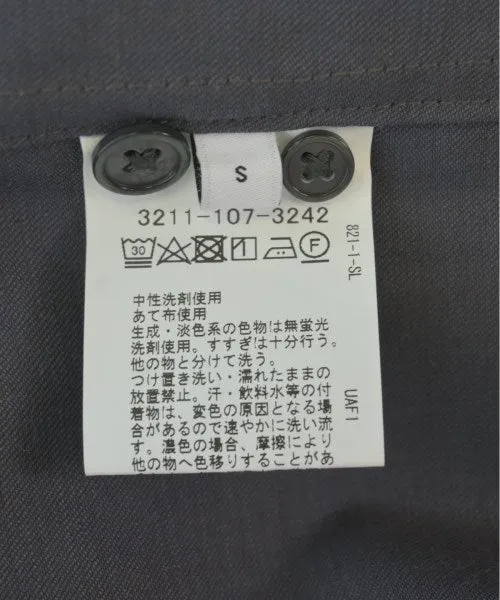 S
3211-107-3242
30
F
821-1-SL
中性洗剤使用
あて布使用
生成・淡色系の色物は無蛍光
洗剤使用。すすぎは十分行う。
他の物と分けて洗う。
つけ置き洗い・濡れたままの
放置禁止。汗・飲料水等の付
着物は、変色の原因となる場
合があるので速やかに洗い流
す。濃色の場合、摩擦により
他の物へ色移りすることがあ
UAFI